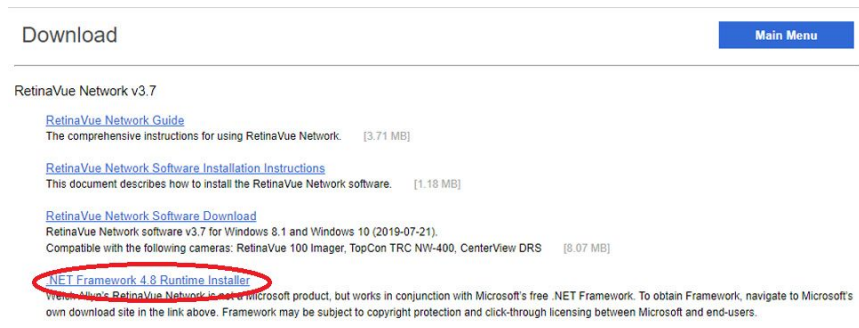 Download
Main Menu
RetinaVue Network v3.7
RetinaVue Network Guide
The comprehensive instructions for using RetinaVue Network. [3.71 MB]
RetinaVue Network Software Installation Instructions
This document describes how to install the RetinaVue Network software. [1.18 MB]
RetinaVue Network Software Download
RetinaVue Network software v3.7 for Windows 8.1 and Windows 10 (2019-07-21).
Compatible with the following cameras: RetinaVue 100 Imager, TopCon TRC NW-400, CenterView DRS [8.07 MB]
.NET Framework 4.8 Runtime Installer
Welch Allyn's RetinaVue Network is not a Microsoft product, but works in conjunction with Microsoft's free .NET Framework. To obtain Framework, navigate to Microsoft's
own download site in the link above. Framework may be subject to copyright protection and click-through licensing between Microsoft and end-users.